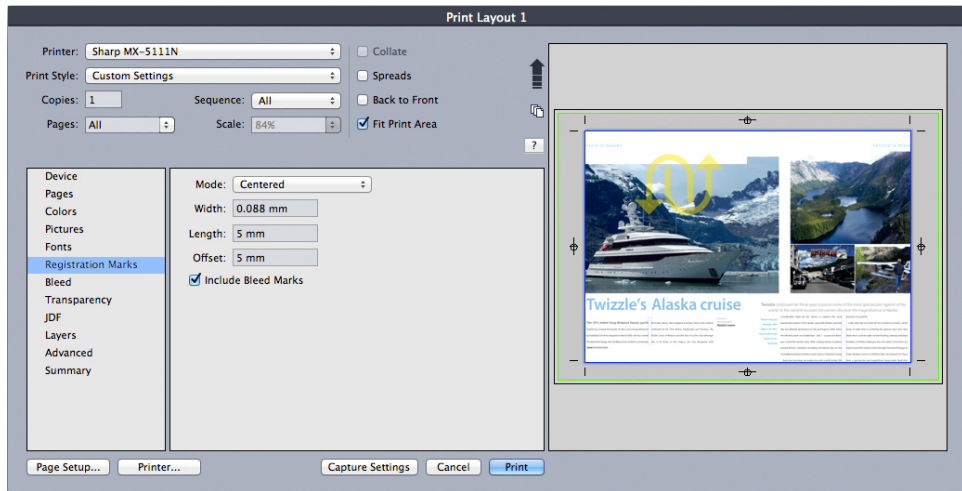 Print Layout 1
Printer: Sharp MX-5111N
Collate
Print Style: Custom Settings
Spreads
Copies: 1
Sequence: All
Back to Front
Pages: All
Scale: 84%
Fit Print Area
?
Device
Pages
Colors
Pictures
Fonts
Registration Marks
Bleed
Transparency
JDF
Layers
Advanced
Summary
Mode: Centered
Width: 0.088 mm
Length: 5 mm
Offset: 5 mm
Include Bleed Marks
Twizzle's Alaska cruise
Page Setup...
Printer...
Capture Settings
Cancel
Print